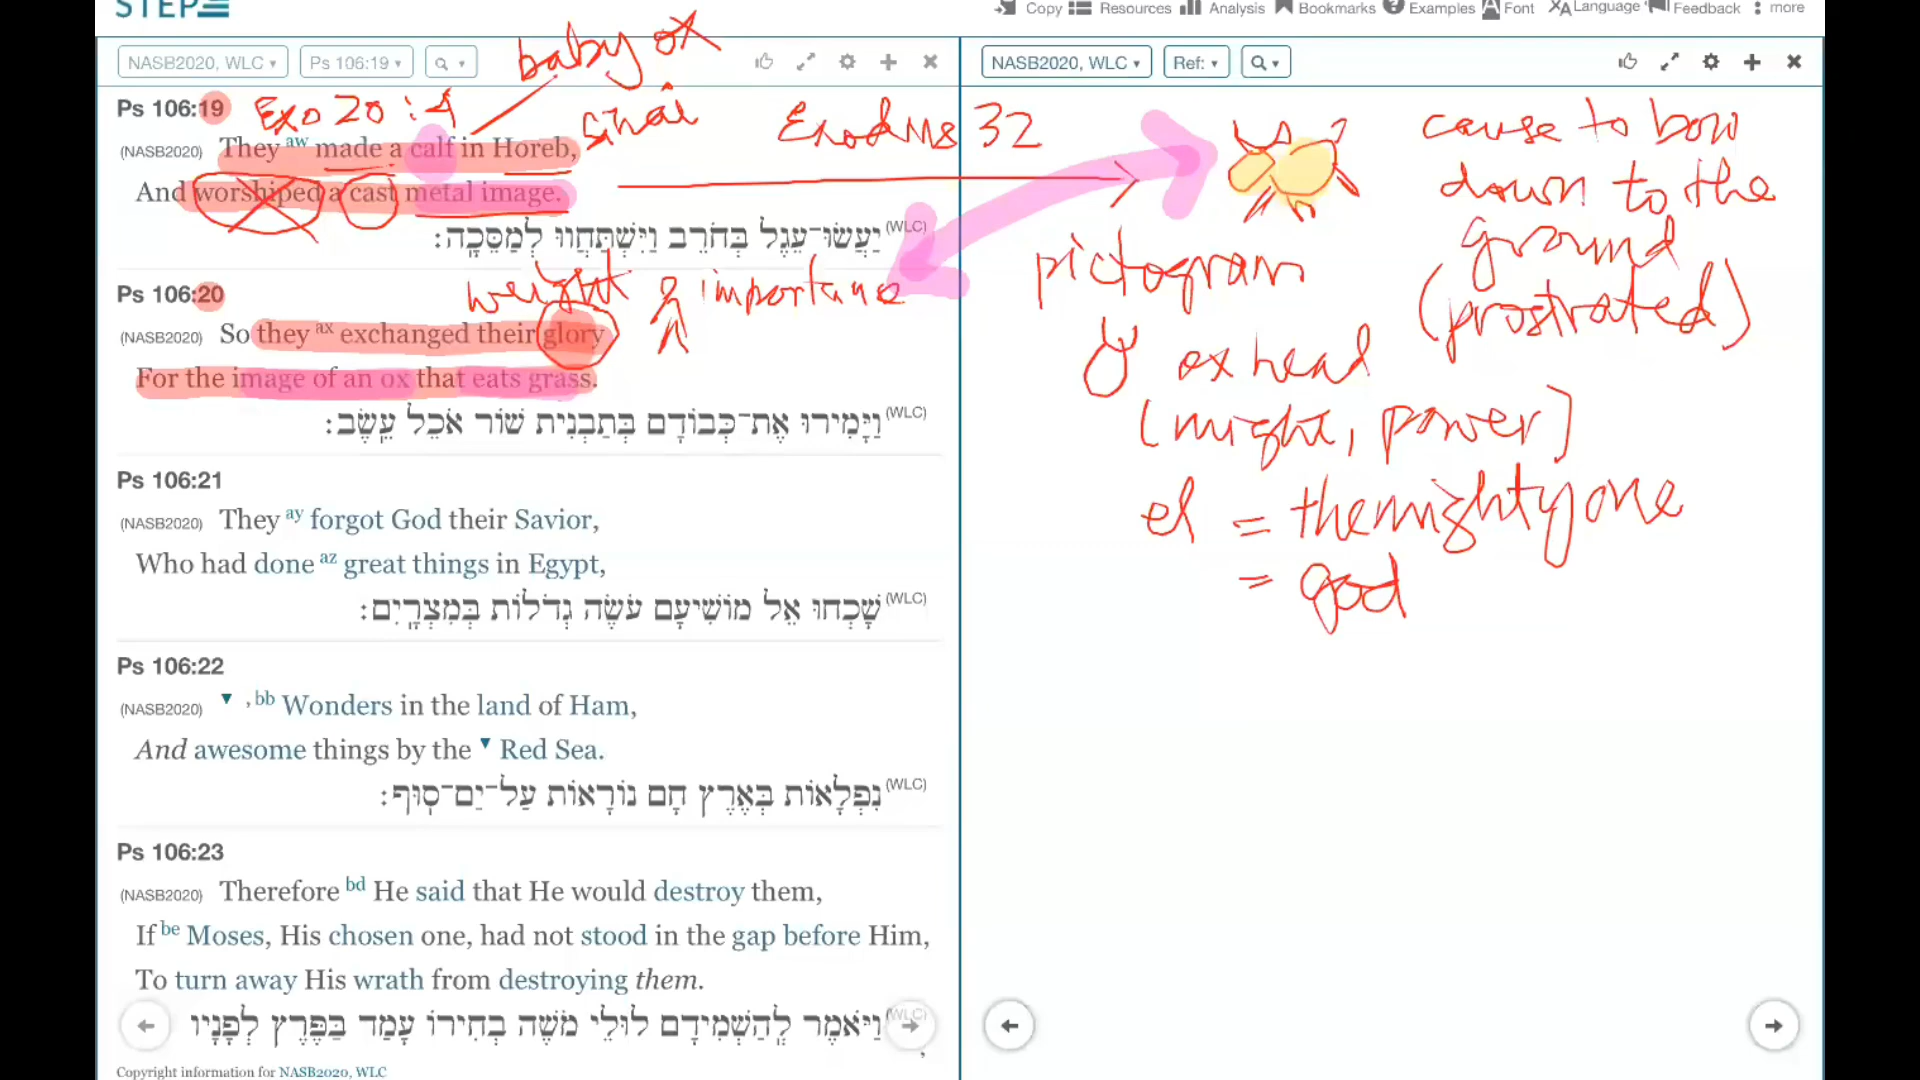 STEP
Copy Resources Analysis Bookmarks Examples Font Language Feedback more
NASB2020, WLC Ps 106:19
NASB2020, WLC Ref:
baby ox
Ps 106:19 Exo 20:4
sinai
Exodus 32
(NASB2020) They aw made a calf in Horeb,
And worshiped a cast metal image.
(WLC) יַעֲשׂוּ־עֵגֶל בְּחֹרֵב וַיִּשְׁתַּחֲווּ לְמַסֵּכָה׃
Ps 106:20
weight & importance
(NASB2020) So they ax exchanged their glory
For the image of an ox that eats grass.
(WLC) וַיָּמִירוּ אֶת־כְּבוֹדָם בְּתַבְנִית שׁוֹר אֹכֵל עֵשֶׂב׃
Ps 106:21
(NASB2020) They ay forgot God their Savior,
Who had done az great things in Egypt,
(WLC) שָׁכְחוּ אֵל מוֹשִׁיעָם עֹשֶׂה גְדֹלוֹת בְּמִצְרָיִם׃
Ps 106:22
(NASB2020) , bb Wonders in the land of Ham,
And awesome things by the Red Sea.
(WLC) נִפְלָאוֹת בְּאֶרֶץ חָם נוֹרָאוֹת עַל־יַם־סוּף׃
Ps 106:23
(NASB2020) Therefore bd He said that He would destroy them,
If be Moses, His chosen one, had not stood in the gap before Him,
To turn away His wrath from destroying them.
(WLC) וַיֹּאמֶר לְהַשְׁמִידָם לוּלֵי מֹשֶׁה בְחִירוֹ עָמַד בַּפֶּרֶץ לְפָנָיו
Copyright information for NASB2020, WLC
cause to bow
down to the
ground
(prostrated)
pictogram
ox head
(might, power)
el = the mighty one
= god